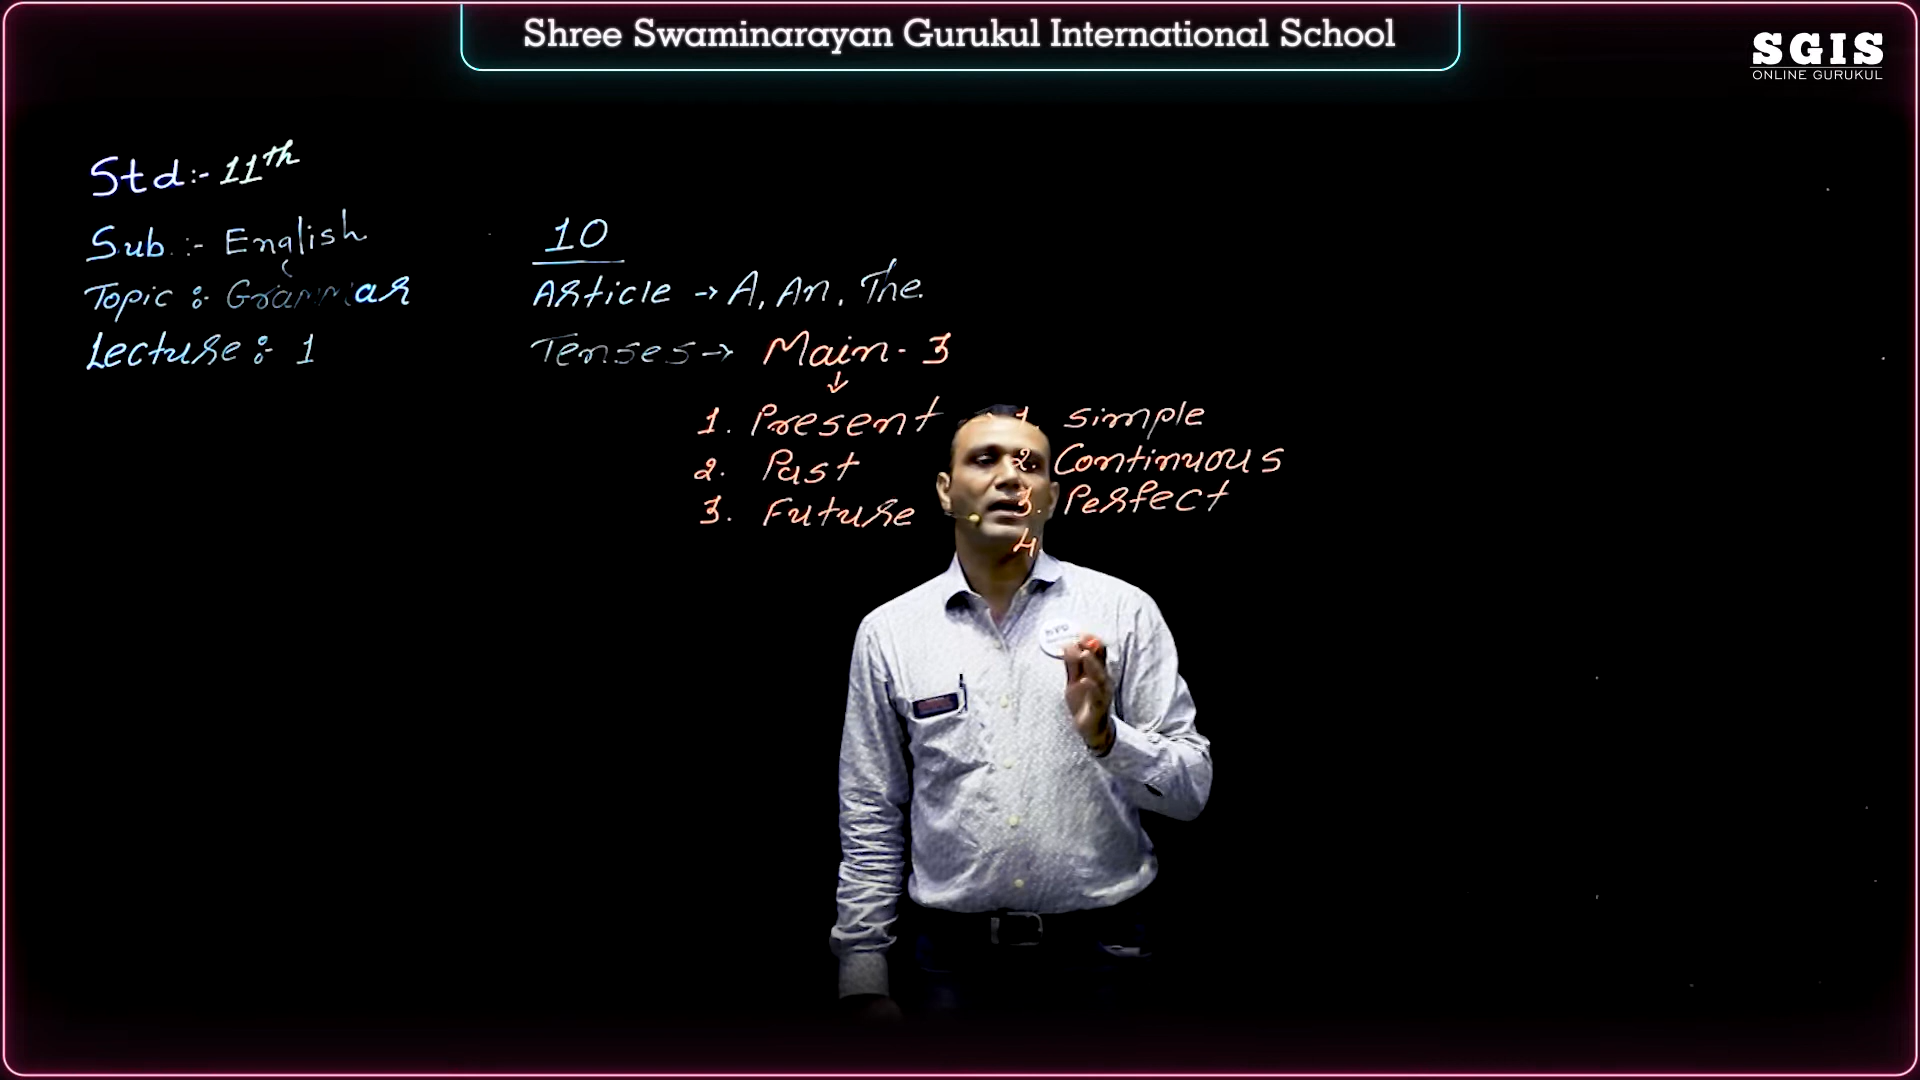 Shree Swaminarayan Gurukul International School
SGIS
ONLINE GURUKUL
Std:- 11th
Sub :- English
Topic :- Grammar
Lecture :- 1
10
Article → A, An, The.
Tenses → Main - 3
↓
1. Present → 1. simple
2. Past 2. Continuous
3. Future 3. Perfect
4.